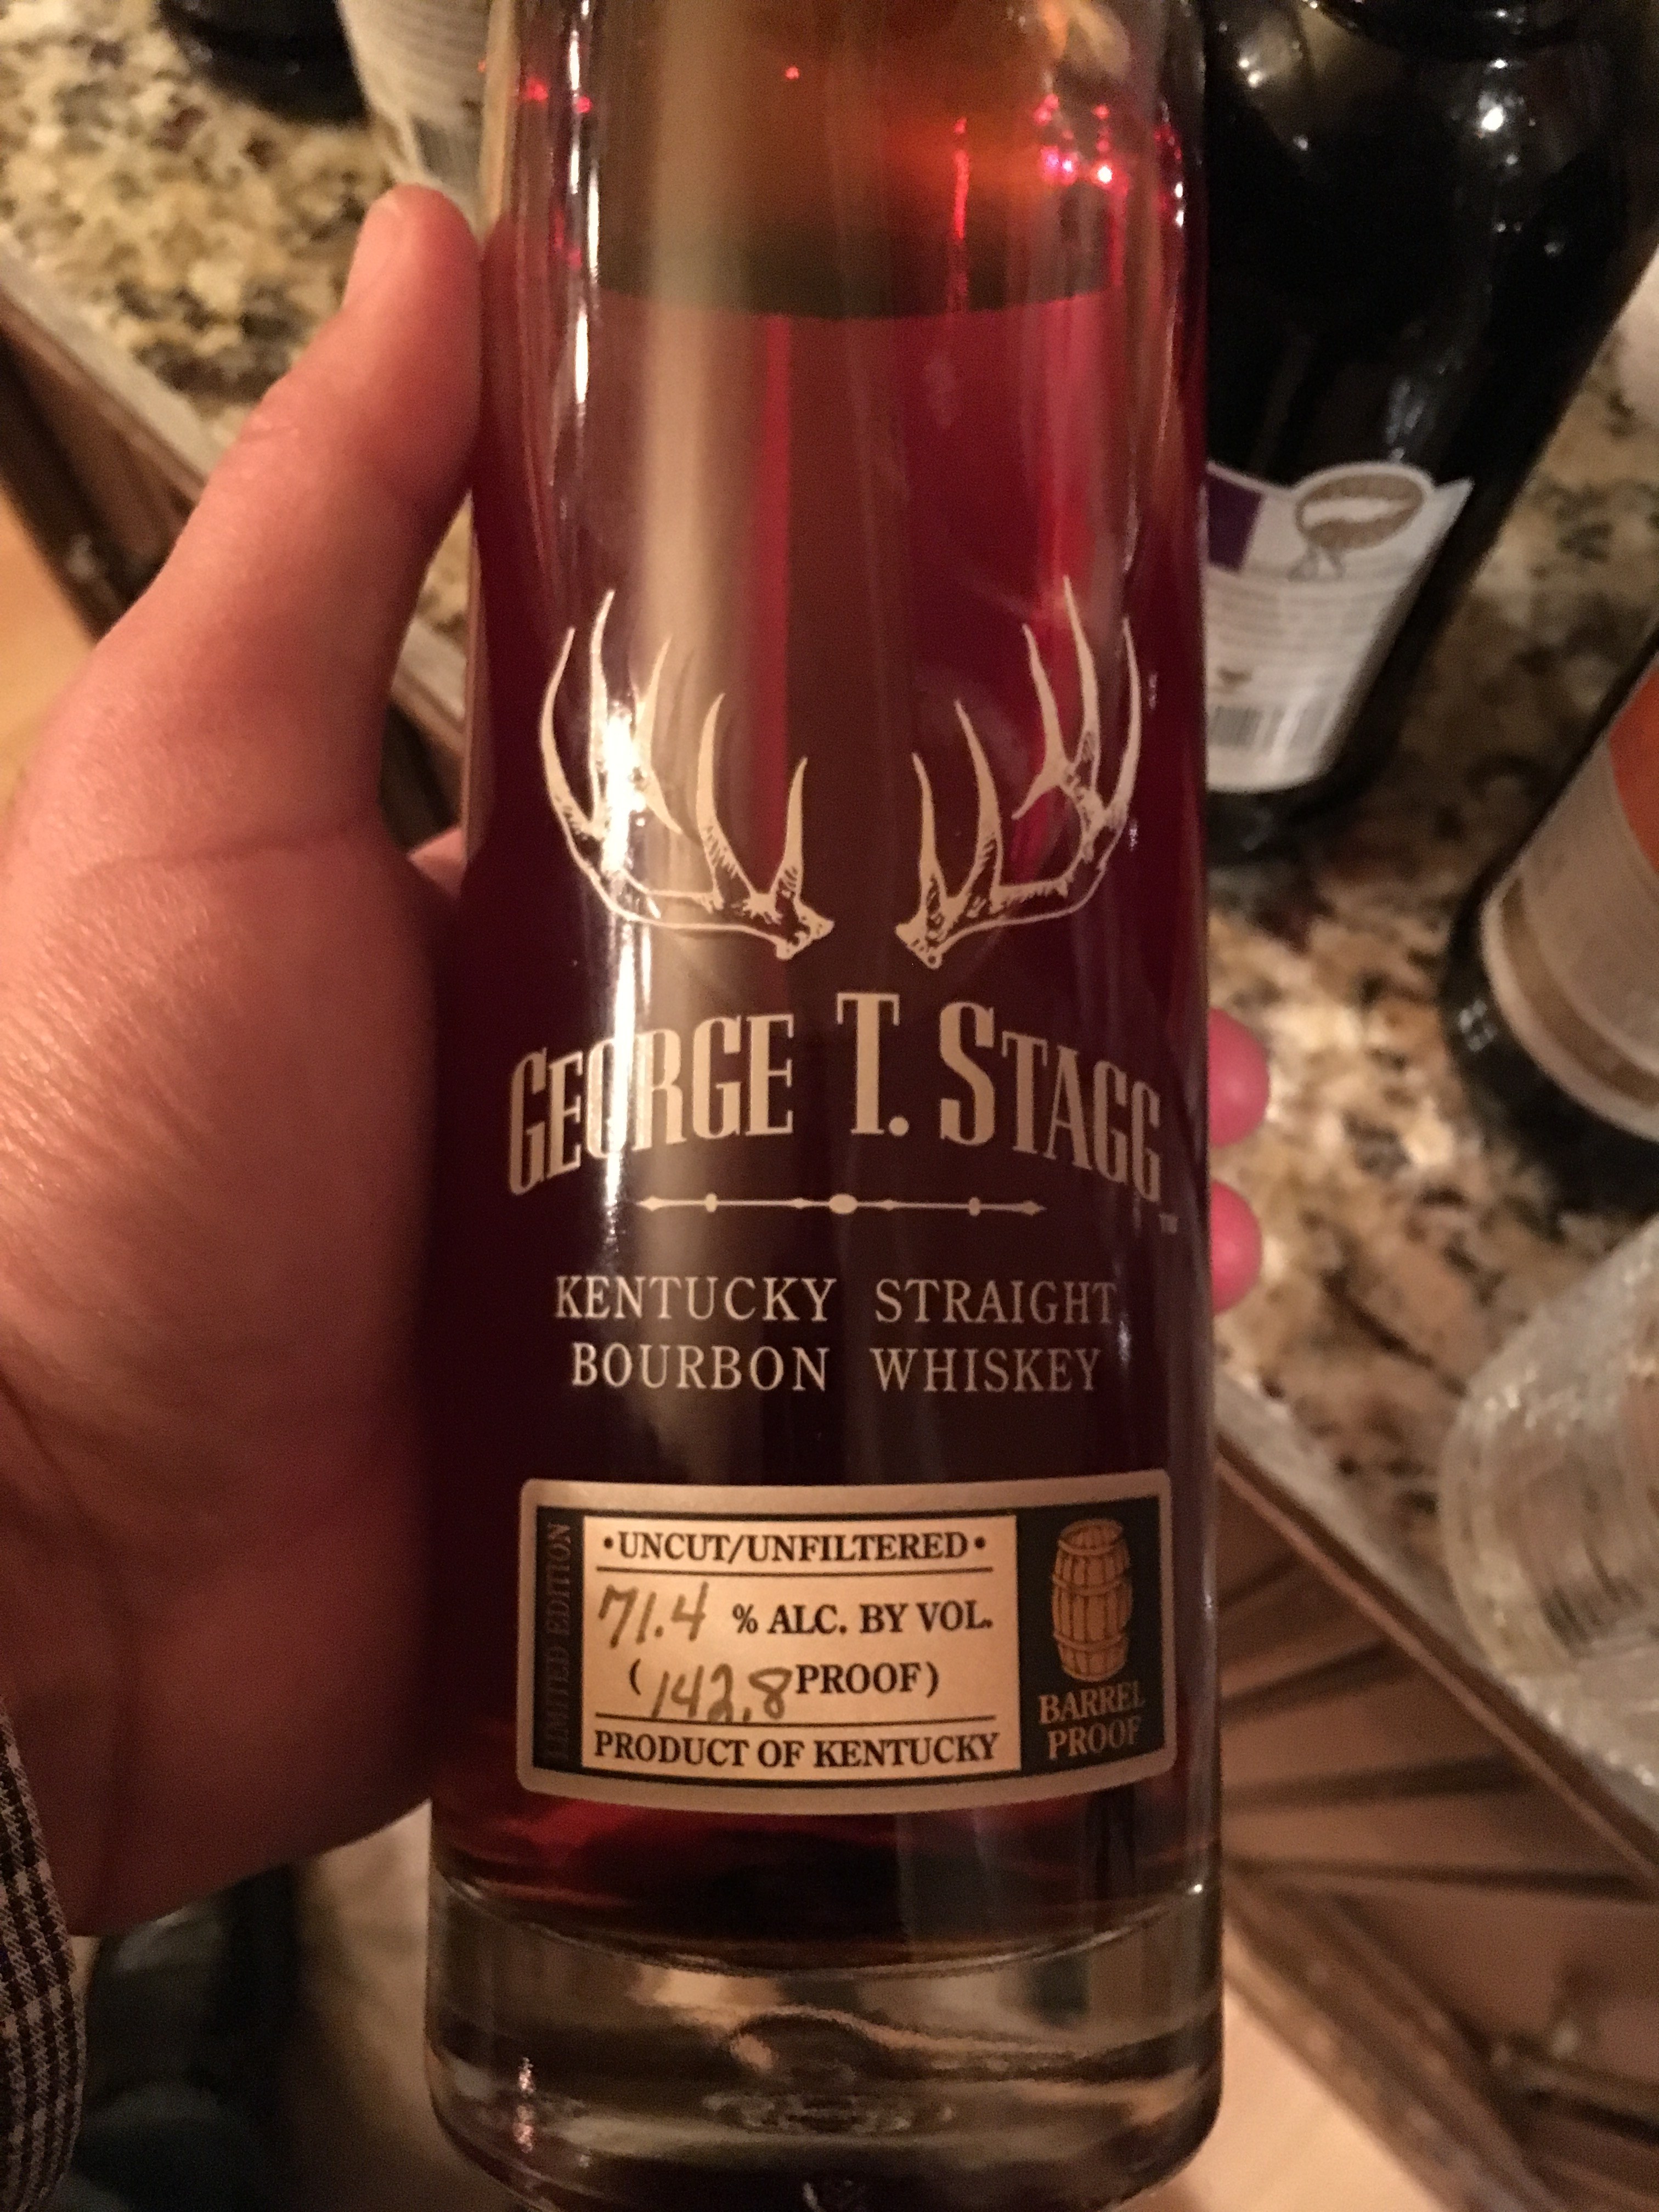 GEORGE T. STAGG
TM
KENTUCKY STRAIGHT
BOURBON WHISKEY
LIMITED EDITION
•UNCUT/UNFILTERED•
71.4 % ALC. BY VOL.
(142.8 PROOF)
PRODUCT OF KENTUCKY
BARREL
PROOF